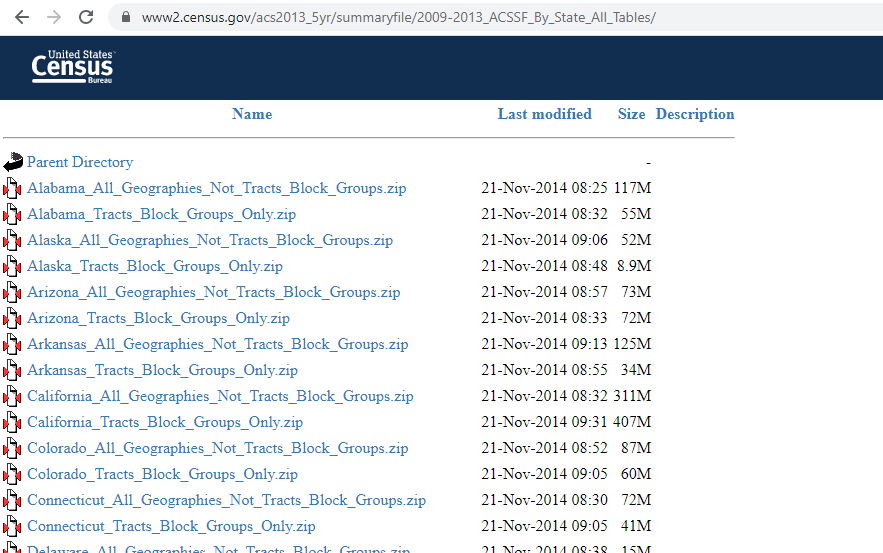 www2.census.gov/acs2013_5yr/summaryfile/2009-2013_ACSSF_By_State_All_Tables/
United States™
Census
Bureau
Name Last modified Size Description
Parent Directory -
Alabama_All_Geographies_Not_Tracts_Block_Groups.zip 21-Nov-2014 08:25 117M
Alabama_Tracts_Block_Groups_Only.zip 21-Nov-2014 08:32 55M
Alaska_All_Geographies_Not_Tracts_Block_Groups.zip 21-Nov-2014 09:06 52M
Alaska_Tracts_Block_Groups_Only.zip 21-Nov-2014 08:48 8.9M
Arizona_All_Geographies_Not_Tracts_Block_Groups.zip 21-Nov-2014 08:57 73M
Arizona_Tracts_Block_Groups_Only.zip 21-Nov-2014 08:33 72M
Arkansas_All_Geographies_Not_Tracts_Block_Groups.zip 21-Nov-2014 09:13 125M
Arkansas_Tracts_Block_Groups_Only.zip 21-Nov-2014 08:55 34M
California_All_Geographies_Not_Tracts_Block_Groups.zip 21-Nov-2014 08:32 311M
California_Tracts_Block_Groups_Only.zip 21-Nov-2014 09:31 407M
Colorado_All_Geographies_Not_Tracts_Block_Groups.zip 21-Nov-2014 08:52 87M
Colorado_Tracts_Block_Groups_Only.zip 21-Nov-2014 09:05 60M
Connecticut_All_Geographies_Not_Tracts_Block_Groups.zip 21-Nov-2014 08:30 72M
Connecticut_Tracts_Block_Groups_Only.zip 21-Nov-2014 09:05 41M
Delaware_All_Geographies_Not_Tracts_Block_Groups.zip 21-Nov-2014 08:38 15M